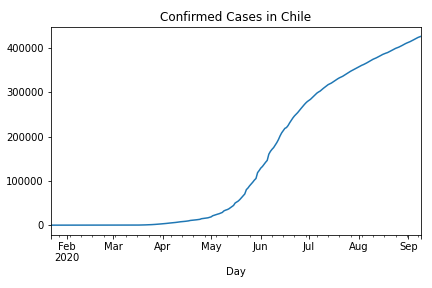 Confirmed Cases in Chile
400000
300000
200000
100000
0
Feb Mar Apr May Jun Jul Aug Sep
2020
Day